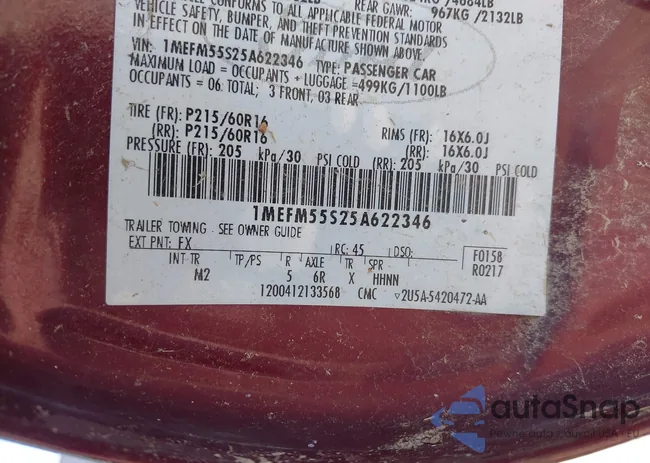 REAR GAWR: 967KG /2132LB
VEHICLE CONFORMS TO ALL APPLICABLE FEDERAL MOTOR
VEHICLE SAFETY, BUMPER, AND THEFT PREVENTION STANDARDS
IN EFFECT ON THE DATE OF MANUFACTURE SHOWN ABOVE.
VIN: 1MEFM55S25A622346 TYPE: PASSENGER CAR
MAXIMUM LOAD = OCCUPANTS + LUGGAGE =499KG/1100LB
OCCUPANTS = 06 TOTAL; 3 FRONT, 03 REAR
TIRE (FR): P215/60R16 RIMS (FR): 16X6.0J
(RR): P215/60R16 (RR): 16X6.0J
PRESSURE (FR): 205 kPa/30 PSI COLD (RR): 205 kPa/30 PSI COLD
1MEFM55S25A622346
TRAILER TOWING - SEE OWNER GUIDE
EXT PNT: FX RC: 45 DSO: F0158
INT TR TP/PS R AXLE TR SPR R0217
M2 5 6R X HHNN
1200412133568 CMC 2U5A-5420472-AA
autoSnap